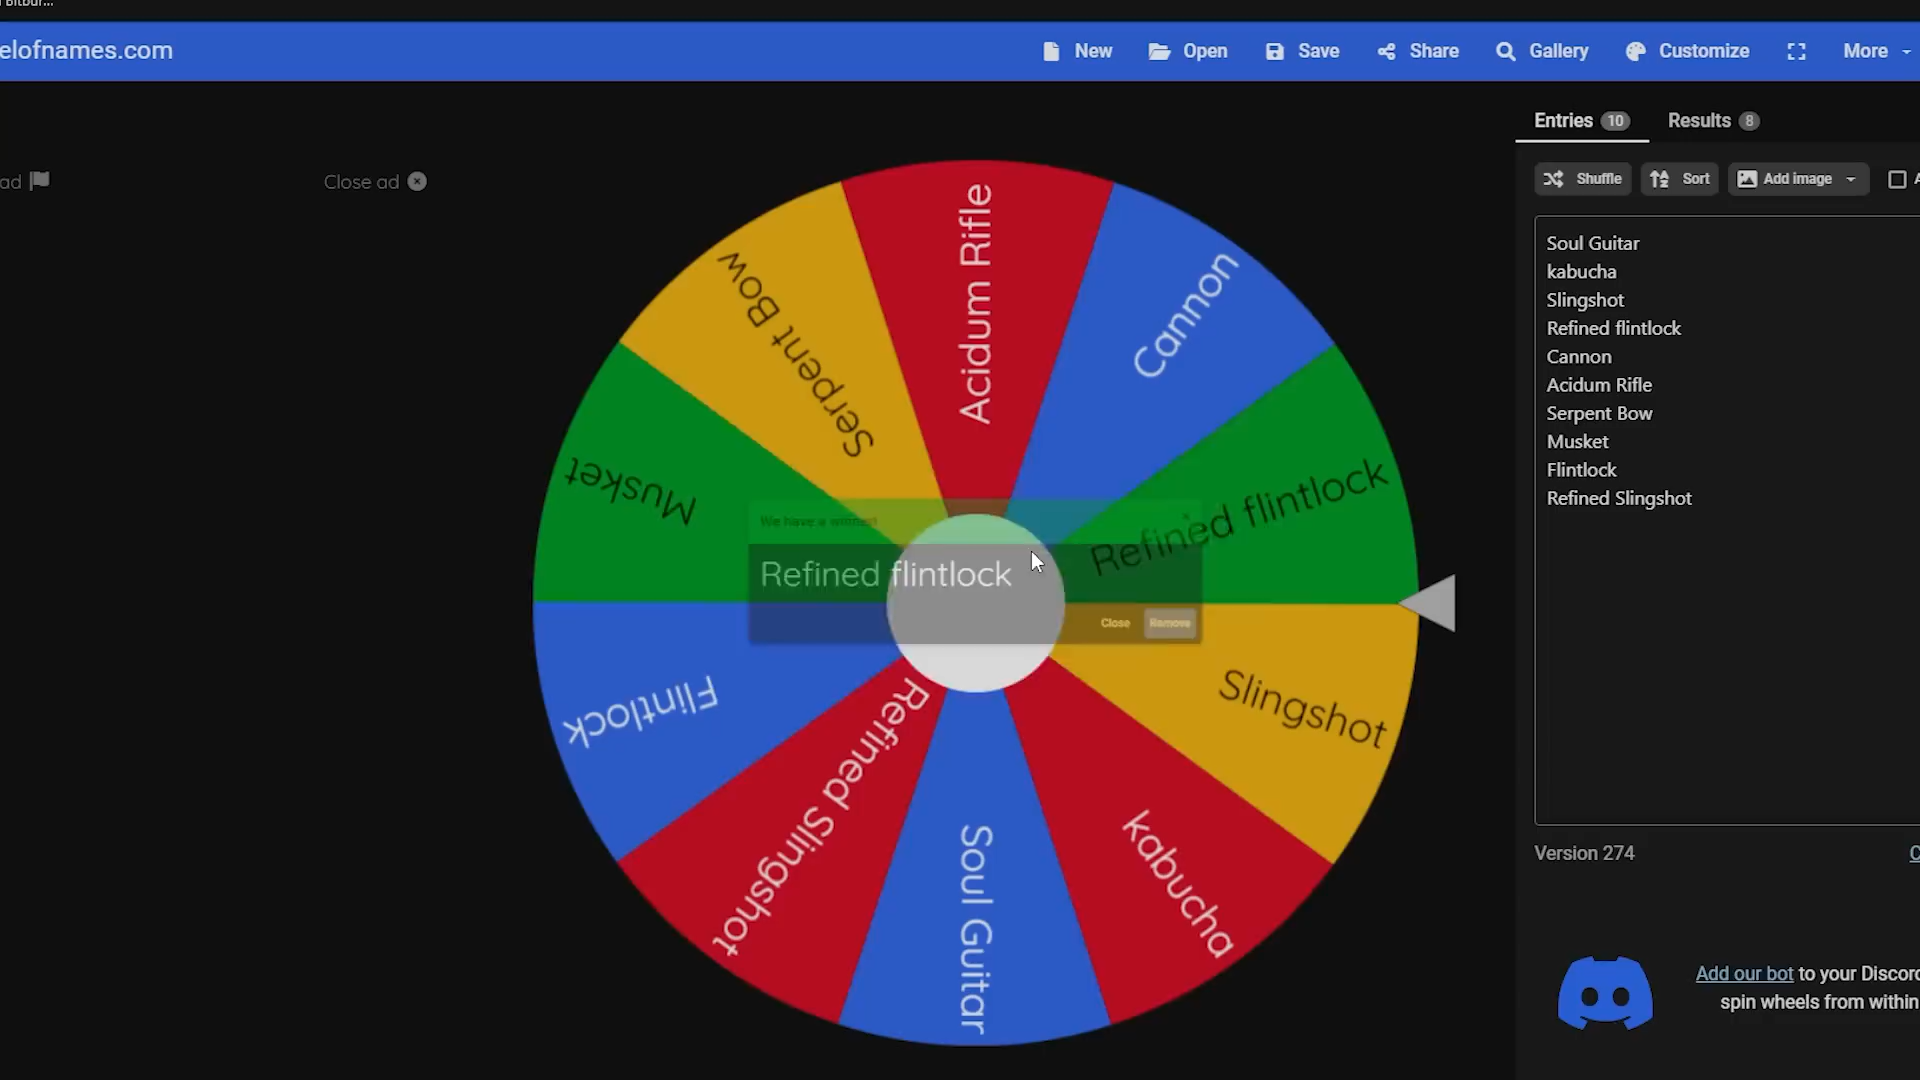 elofnames.com
New
Open
Save
Share
Gallery
Customize
More
Entries 10
Results 8
ad
Close ad
Shuffle
Sort
Add image
Soul Guitar
kabucha
Slingshot
Refined flintlock
Cannon
Acidum Rifle
Serpent Bow
Musket
Flintlock
Refined Slingshot
Acidum Rifle
Cannon
Refined flintlock
Slingshot
kabucha
Soul Guitar
Refined Slingshot
Flintlock
Musket
Serpent Bow
We have a winner!
Refined flintlock
Close
Remove
Version 274
Add our bot to your Discord
spin wheels from within